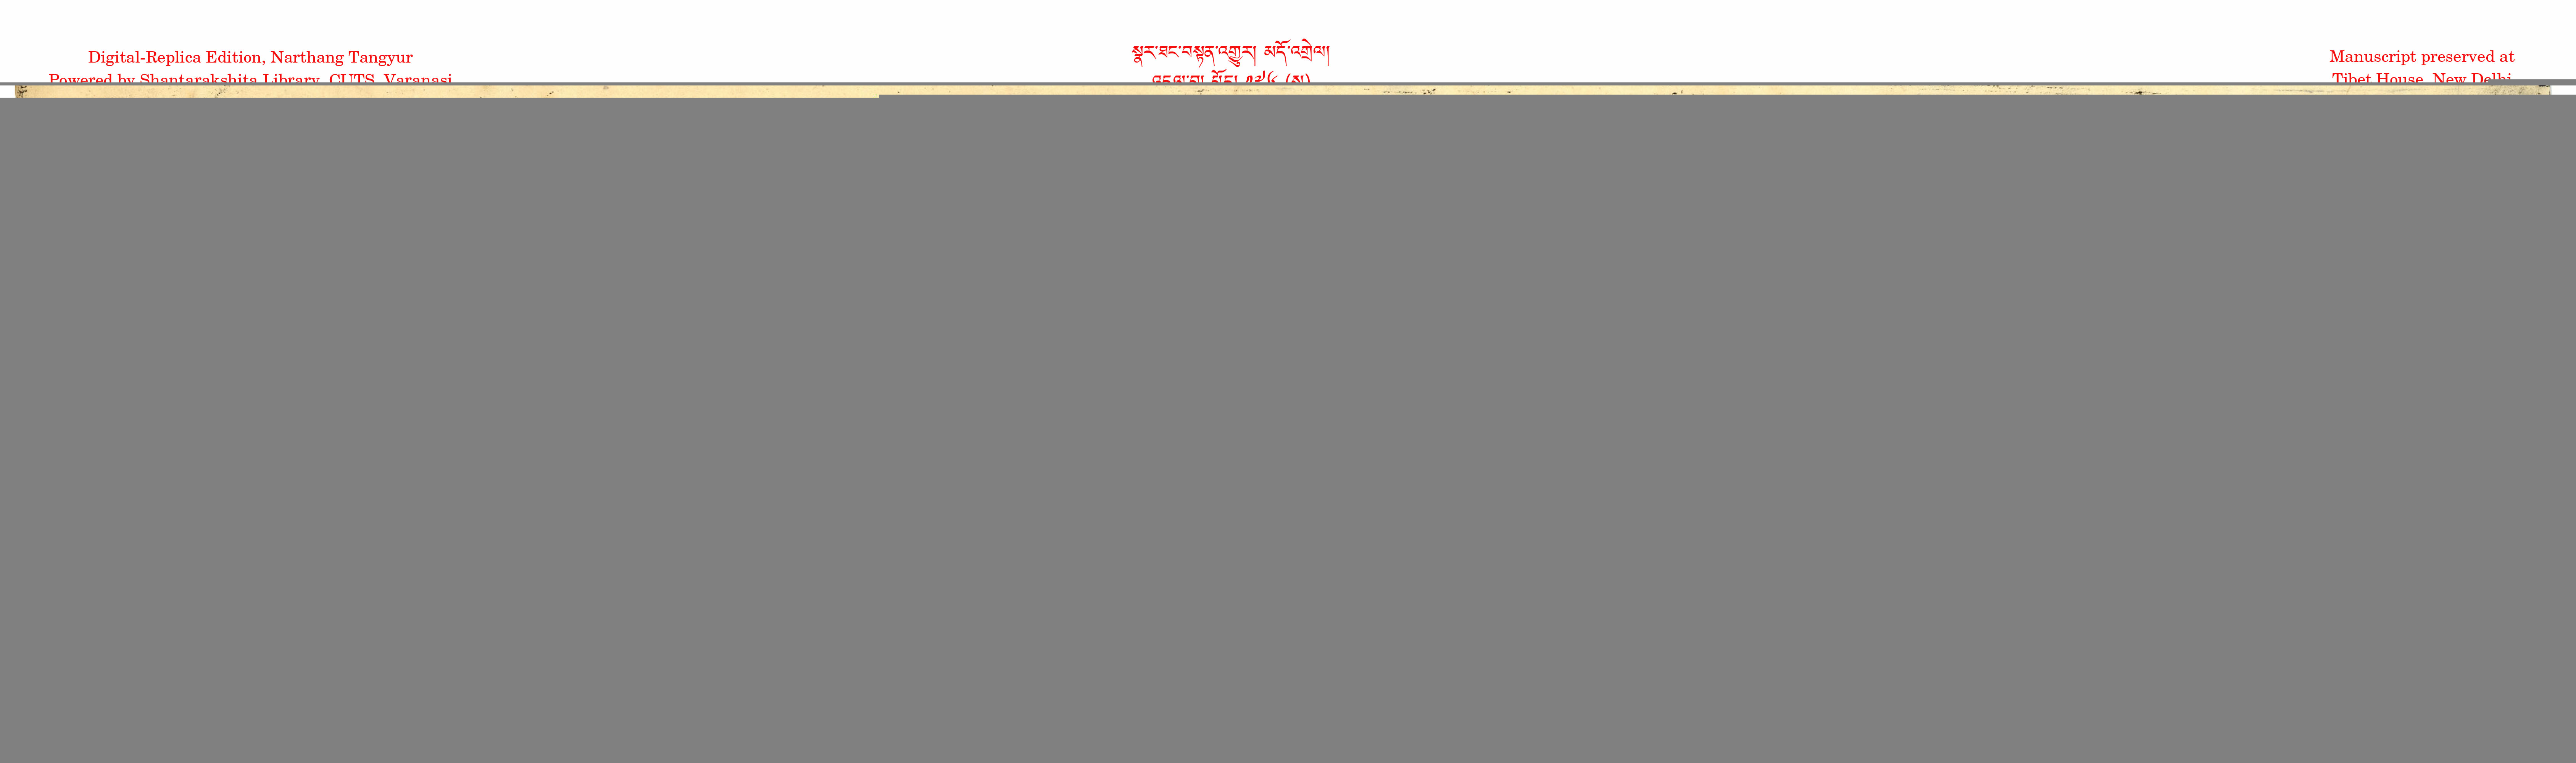 Digital-Replica Edition, Narthang Tangyur
Powered by Shantarakshita Library, CUTS, Varanasi
སྣར་ཐང་བསྟན་འགྱུར། མདོ་འགྲེལ།
འདུལ་བ། པོད། (ས)
Manuscript preserved at
Tibet House, New Delhi